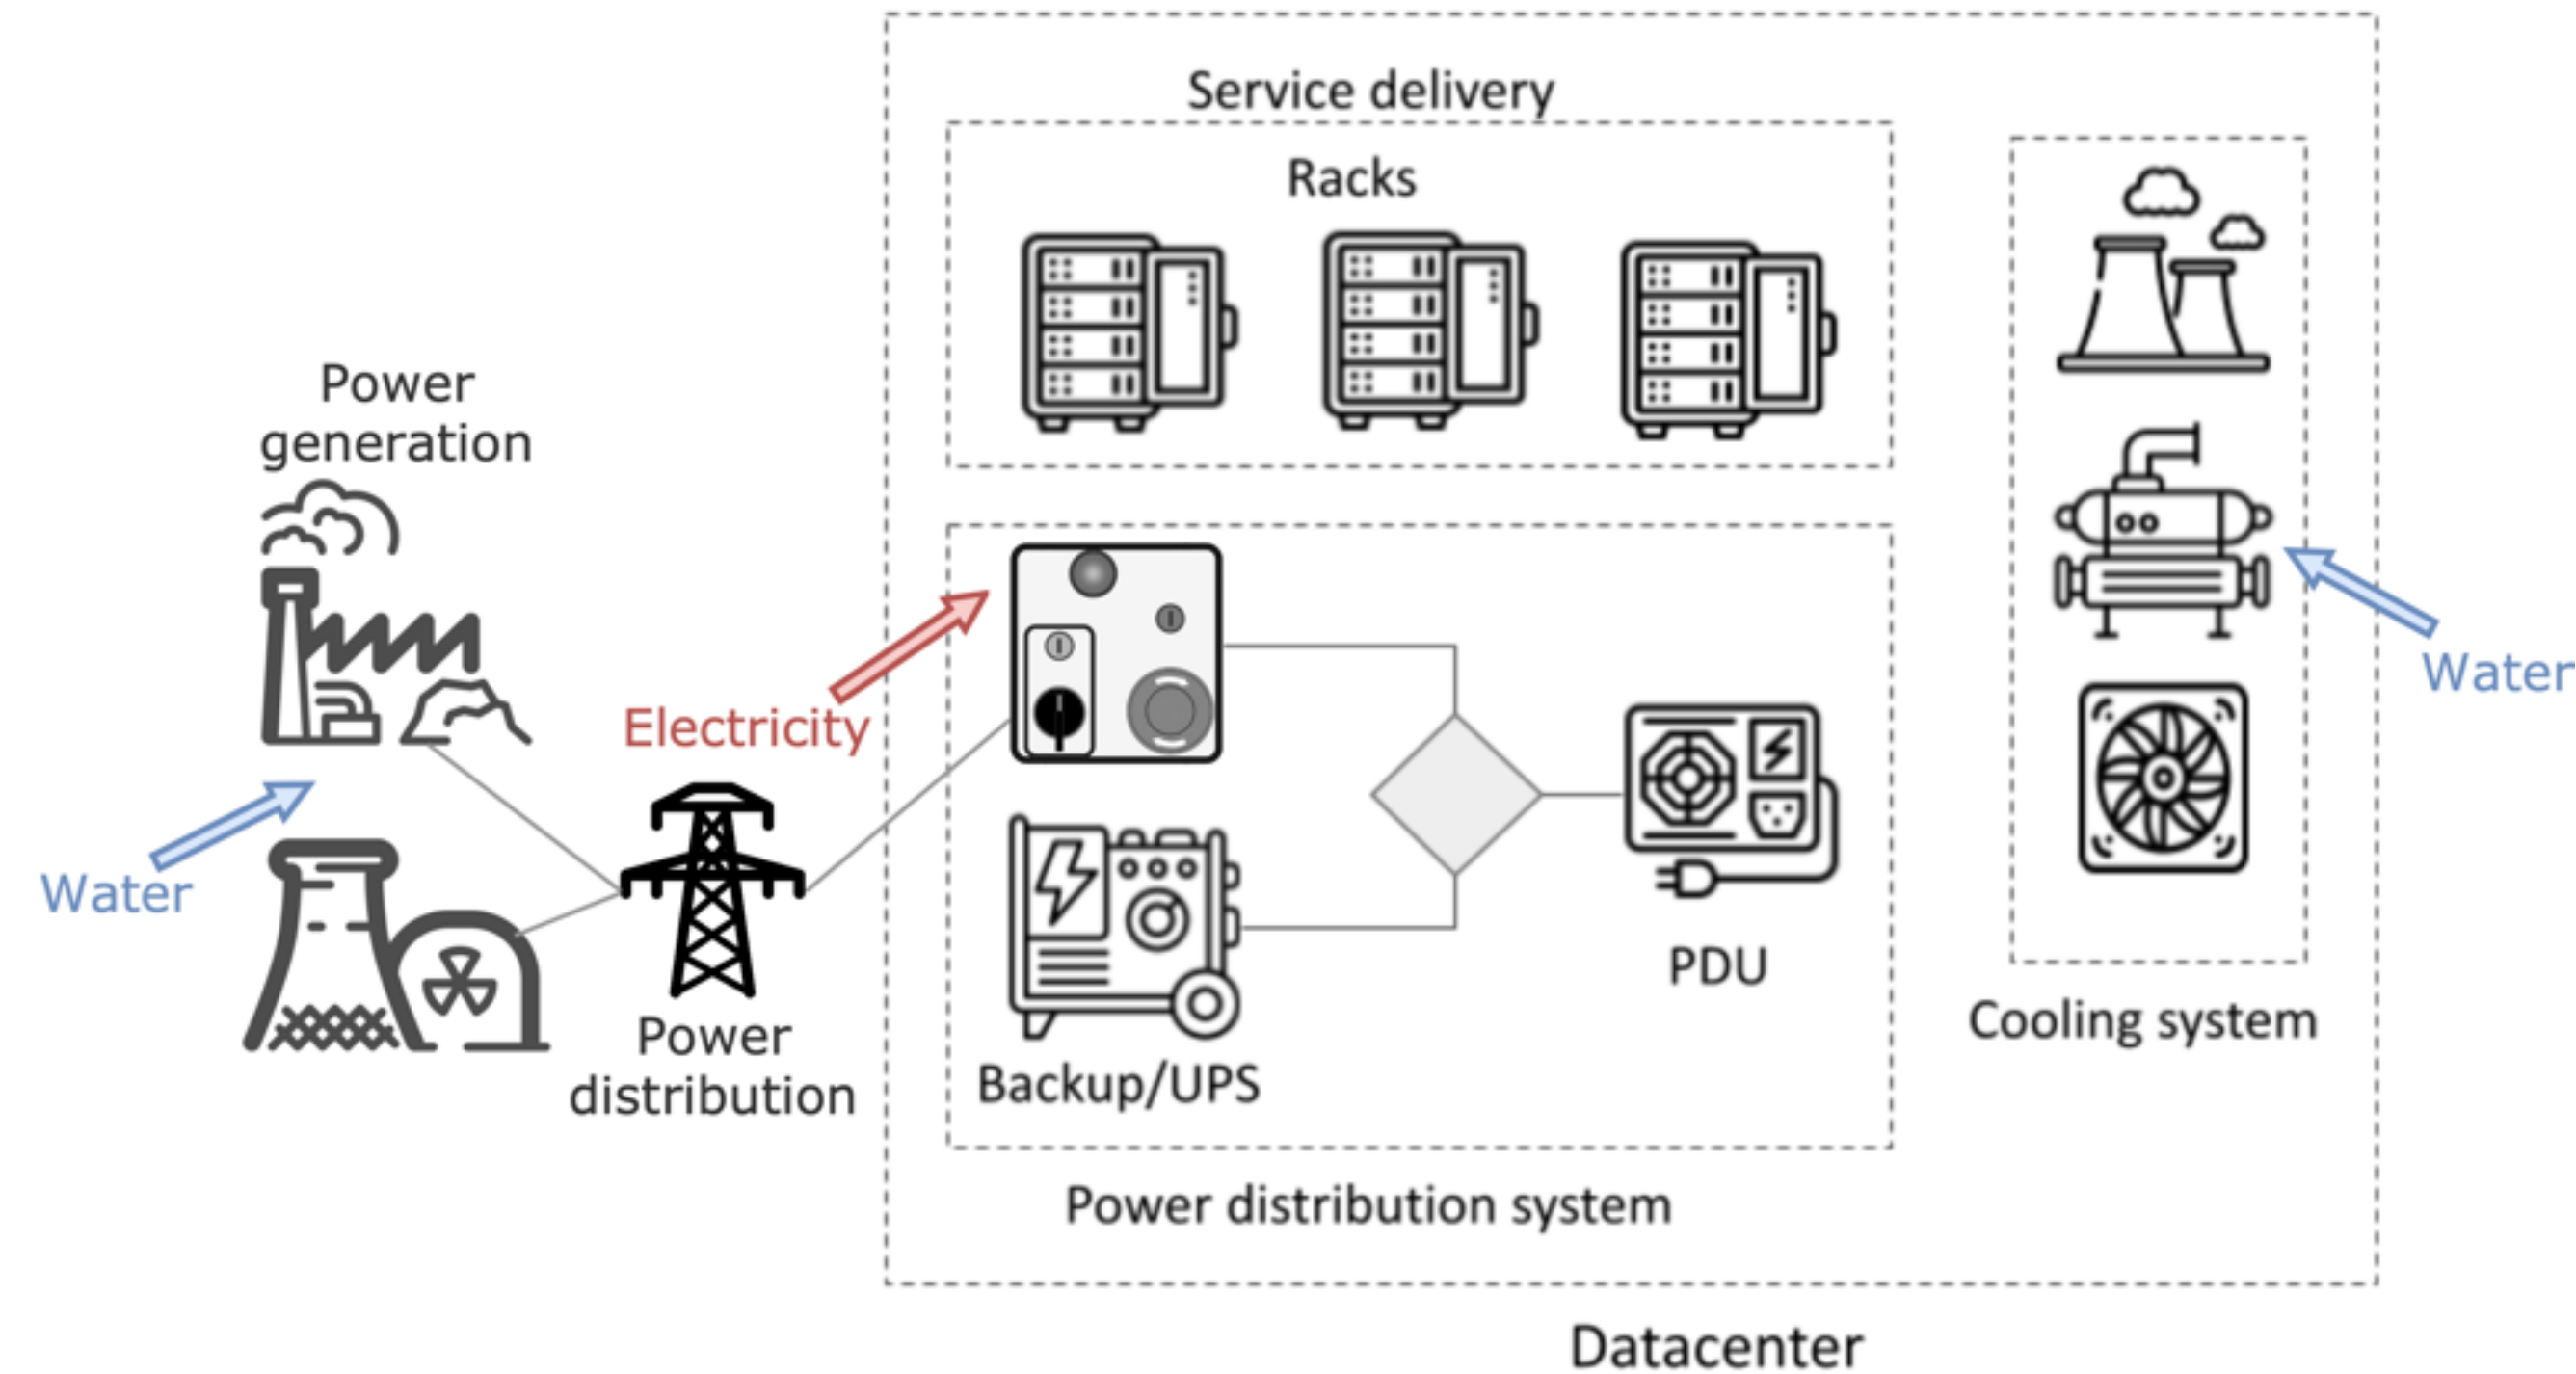 Service delivery
Racks
Power
generation
Electricity
Water
Water
Power
distribution
PDU
Backup/UPS
Cooling system
Power distribution system
Datacenter